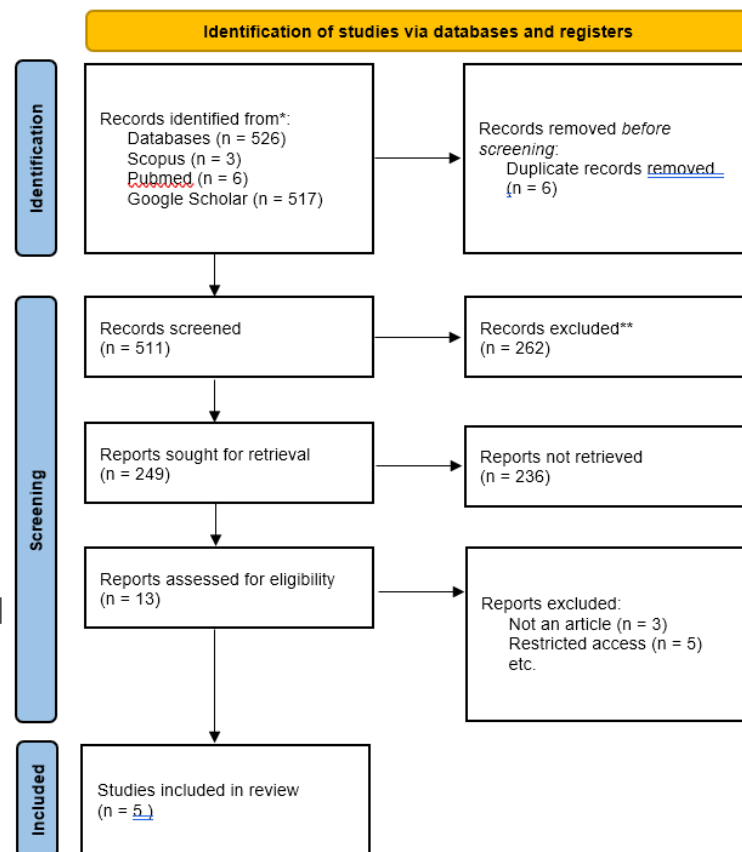 Identification of studies via databases and registers
Identification
Records identified from*:
Databases (n = 526)
Scopus (n = 3)
Pubmed (n = 6)
Google Scholar (n = 517)
Records removed before
screening:
Duplicate records removed
(n = 6)
Screening
Records screened
(n = 511)
Records excluded**
(n = 262)
Reports sought for retrieval
(n = 249)
Reports not retrieved
(n = 236)
Reports assessed for eligibility
(n = 13)
Reports excluded:
Not an article (n = 3)
Restricted access (n = 5)
etc.
Included
Studies included in review
(n = 5 )